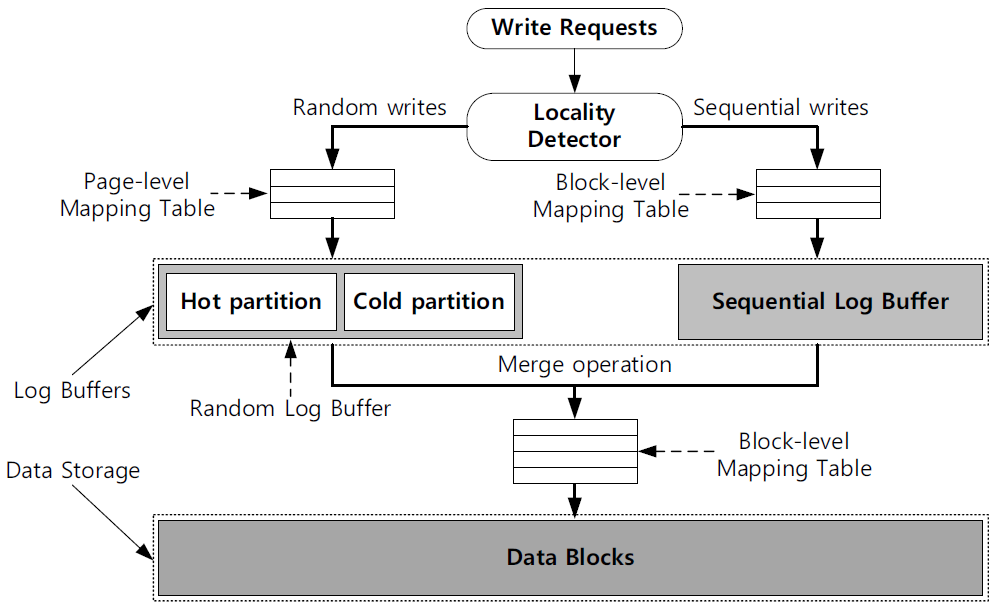 Write Requests
Random writes
Locality
Detector
Sequential writes
Page-level
Mapping Table
Block-level
Mapping Table
Hot partition
Cold partition
Sequential Log Buffer
Merge operation
Log Buffers
Random Log Buffer
Data Storage
Block-level
Mapping Table
Data Blocks